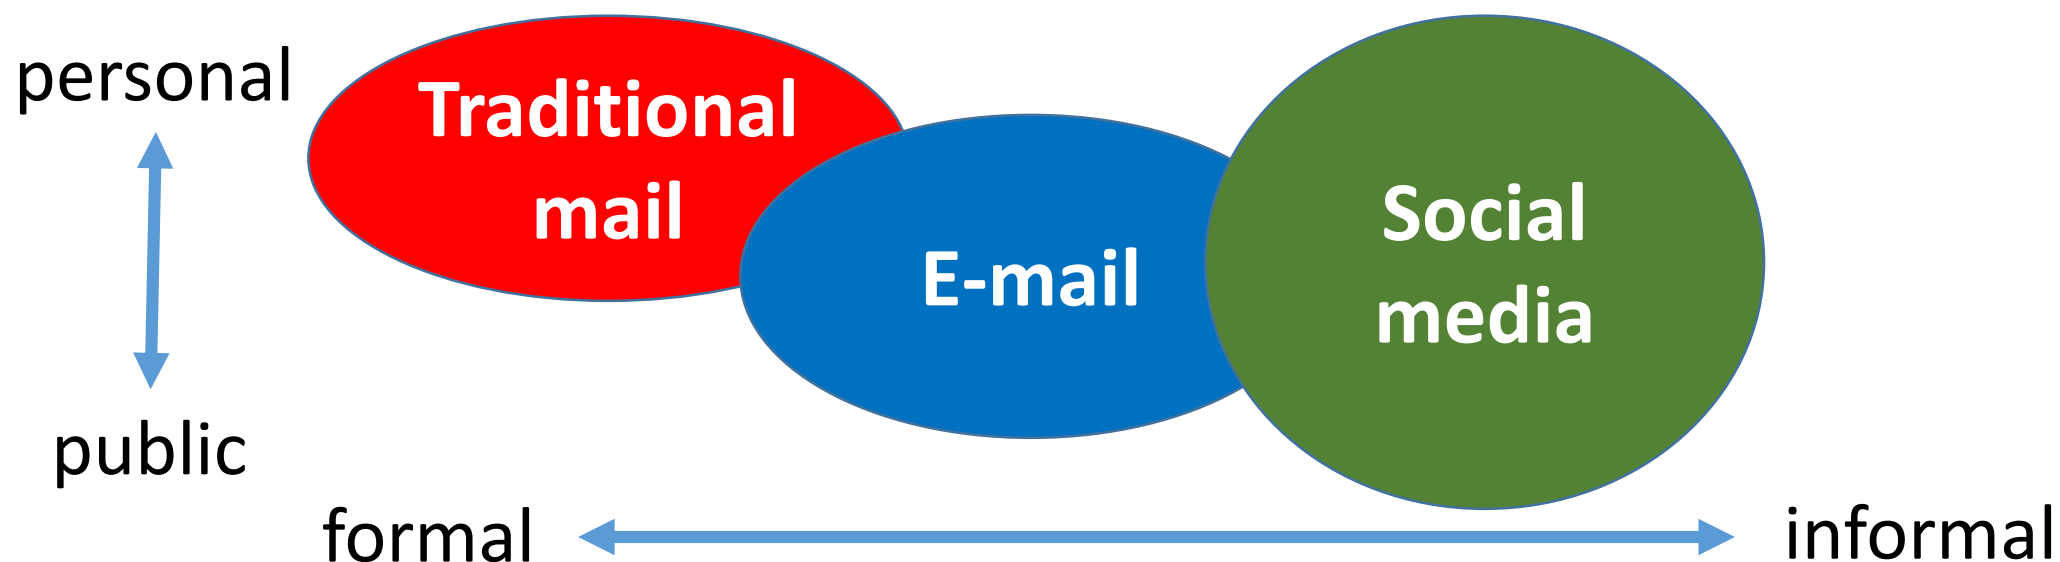 personal
Traditional
mail
E-mail
Social
media
public
formal
informal